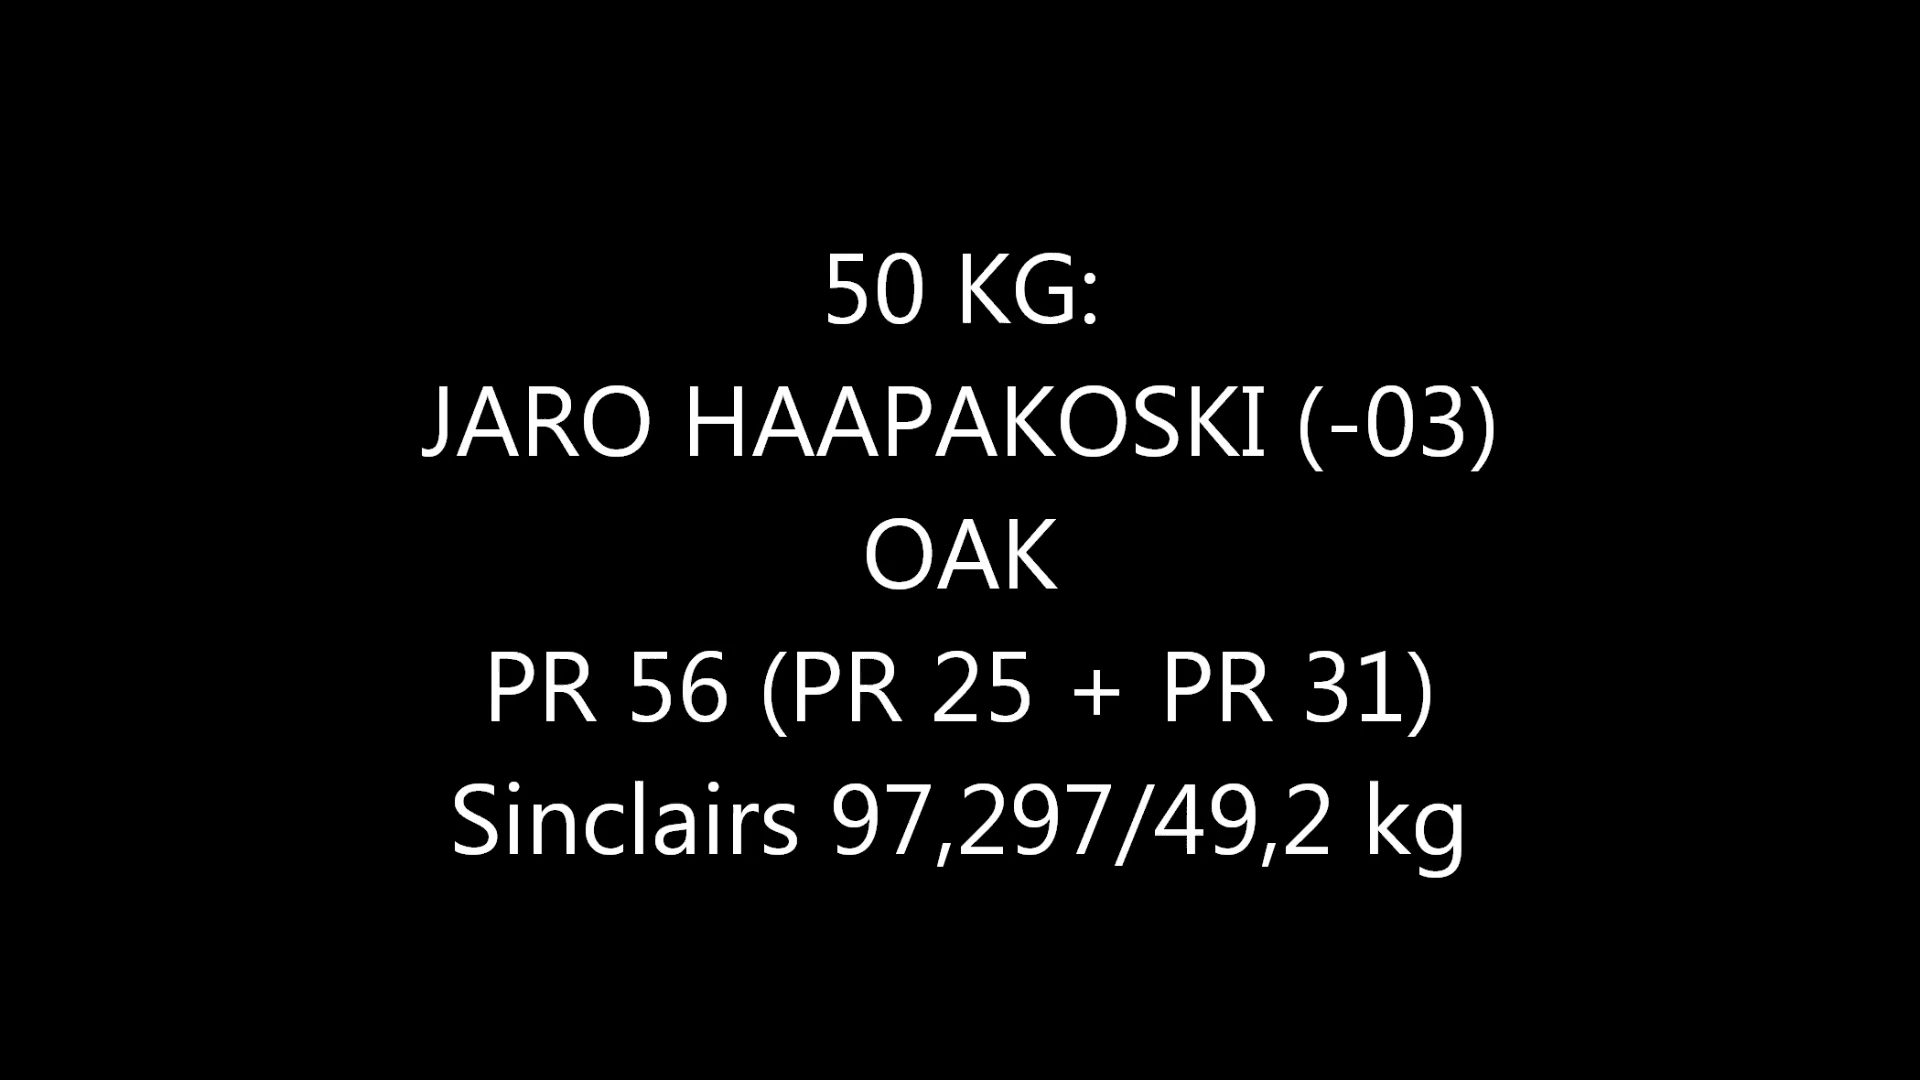 50 KG:
JARO HAAPAKOSKI (-03)
OAK
PR 56 (PR 25 + PR 31)
Sinclairs 97,297/49,2 kg